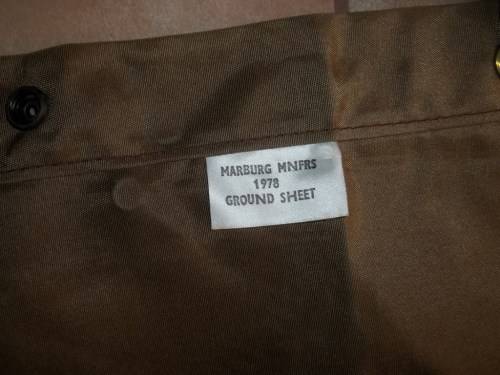 MARBURG MNFRS
1978
GROUND SHEET